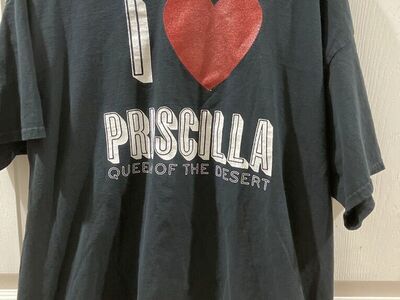 I
PRISCILLA
QUEEN OF THE DESERT